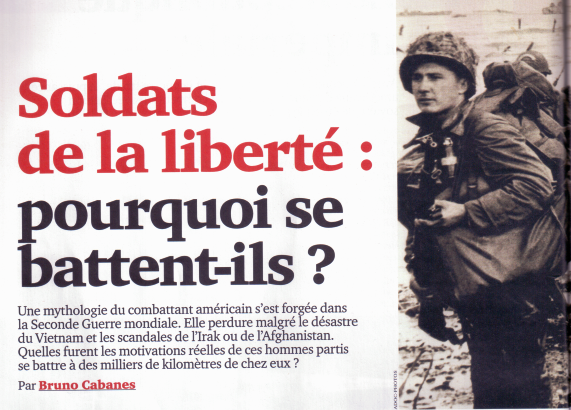 Soldats
de la liberté :
pourquoi se
battent-ils ?
Une mythologie du combattant américain s'est forgée dans
la Seconde Guerre mondiale. Elle perdure malgré le désastre
du Vietnam et les scandales de l'Irak ou de l'Afghanistan.
Quelles furent les motivations réelles de ces hommes partis
se battre à des milliers de kilomètres de chez eux ?
Par Bruno Cabanes
ADOC-PHOTOS